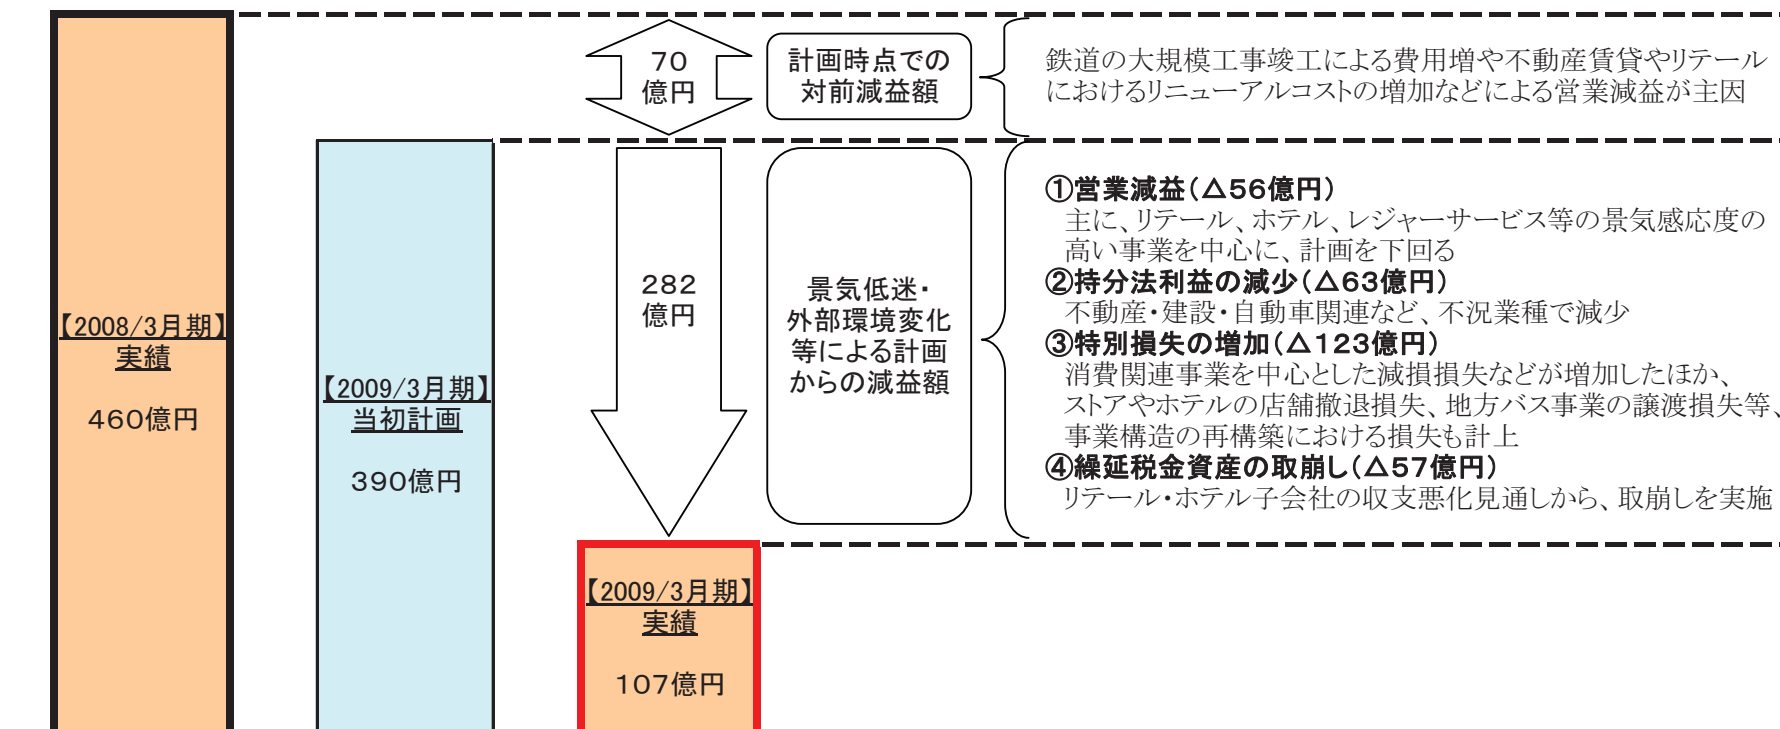 【2008/3月期】
実績
460億円
【2009/3月期】
当初計画
390億円
70
億円
282
億円
【2009/3月期】
実績
107億円
計画時点での
対前減益額
景気低迷・
外部環境変化
等による計画
からの減益額
鉄道の大規模工事竣工による費用増や不動産賃貸やリテール
におけるリニューアルコストの増加などによる営業減益が主因
①営業減益(△56億円)
主に、リテール、ホテル、レジャーサービス等の景気感応度の
高い事業を中心に、計画を下回る
②持分法利益の減少(△63億円)
不動産・建設・自動車関連など、不況業種で減少
③特別損失の増加(△123億円)
消費関連事業を中心とした減損損失などが増加したほか、
ストアやホテルの店舗撤退損失、地方バス事業の譲渡損失等、
事業構造の再構築における損失も計上
④繰延税金資産の取崩し(△57億円)
リテール・ホテル子会社の収支悪化見通しから、取崩しを実施